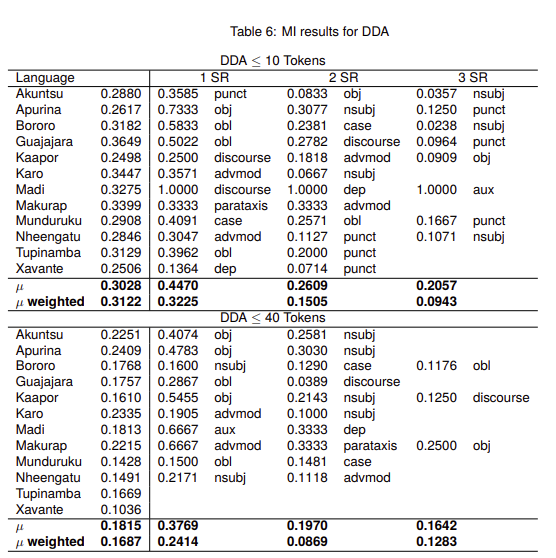 Table 6: MI results for DDA
DDA ≤ 10 Tokens
Language 1 SR 2 SR 3 SR
Akuntsu 0.2880 0.3585 punct 0.0833 obj 0.0357 nsubj
Apurina 0.2617 0.7333 obj 0.3077 nsubj 0.1250 punct
Bororo 0.3182 0.5833 obl 0.2381 case 0.0238 nsubj
Guajajara 0.3649 0.5022 obl 0.2782 discourse 0.0964 punct
Kaapor 0.2498 0.2500 discourse 0.1818 advmod 0.0909 obj
Karo 0.3447 0.3571 advmod 0.0667 nsubj
Madi 0.3275 1.0000 discourse 1.0000 dep 1.0000 aux
Makurap 0.3399 0.3333 parataxis 0.3333 advmod
Munduruku 0.2908 0.4091 case 0.2571 obl 0.1667 punct
Nheengatu 0.2846 0.3047 advmod 0.1127 punct 0.1071 nsubj
Tupinamba 0.3129 0.3962 obl 0.2000 punct
Xavante 0.2506 0.1364 dep 0.0714 punct
μ 0.3028 0.4470 0.2609 0.2057
μ weighted 0.3122 0.3225 0.1505 0.0943
DDA ≤ 40 Tokens
Akuntsu 0.2251 0.4074 obj 0.2581 nsubj
Apurina 0.2409 0.4783 obj 0.3030 nsubj
Bororo 0.1768 0.1600 nsubj 0.1290 case 0.1176 obl
Guajajara 0.1757 0.2867 obl 0.0389 discourse
Kaapor 0.1610 0.5455 obj 0.2143 nsubj 0.1250 discourse
Karo 0.2335 0.1905 advmod 0.1000 nsubj
Madi 0.1813 0.6667 aux 0.3333 dep
Makurap 0.2215 0.6667 advmod 0.3333 parataxis 0.2500 obj
Munduruku 0.1428 0.1500 obl 0.1481 case
Nheengatu 0.1491 0.2171 nsubj 0.1118 advmod
Tupinamba 0.1669
Xavante 0.1036
μ 0.1815 0.3769 0.1970 0.1642
μ weighted 0.1687 0.2414 0.0869 0.1283